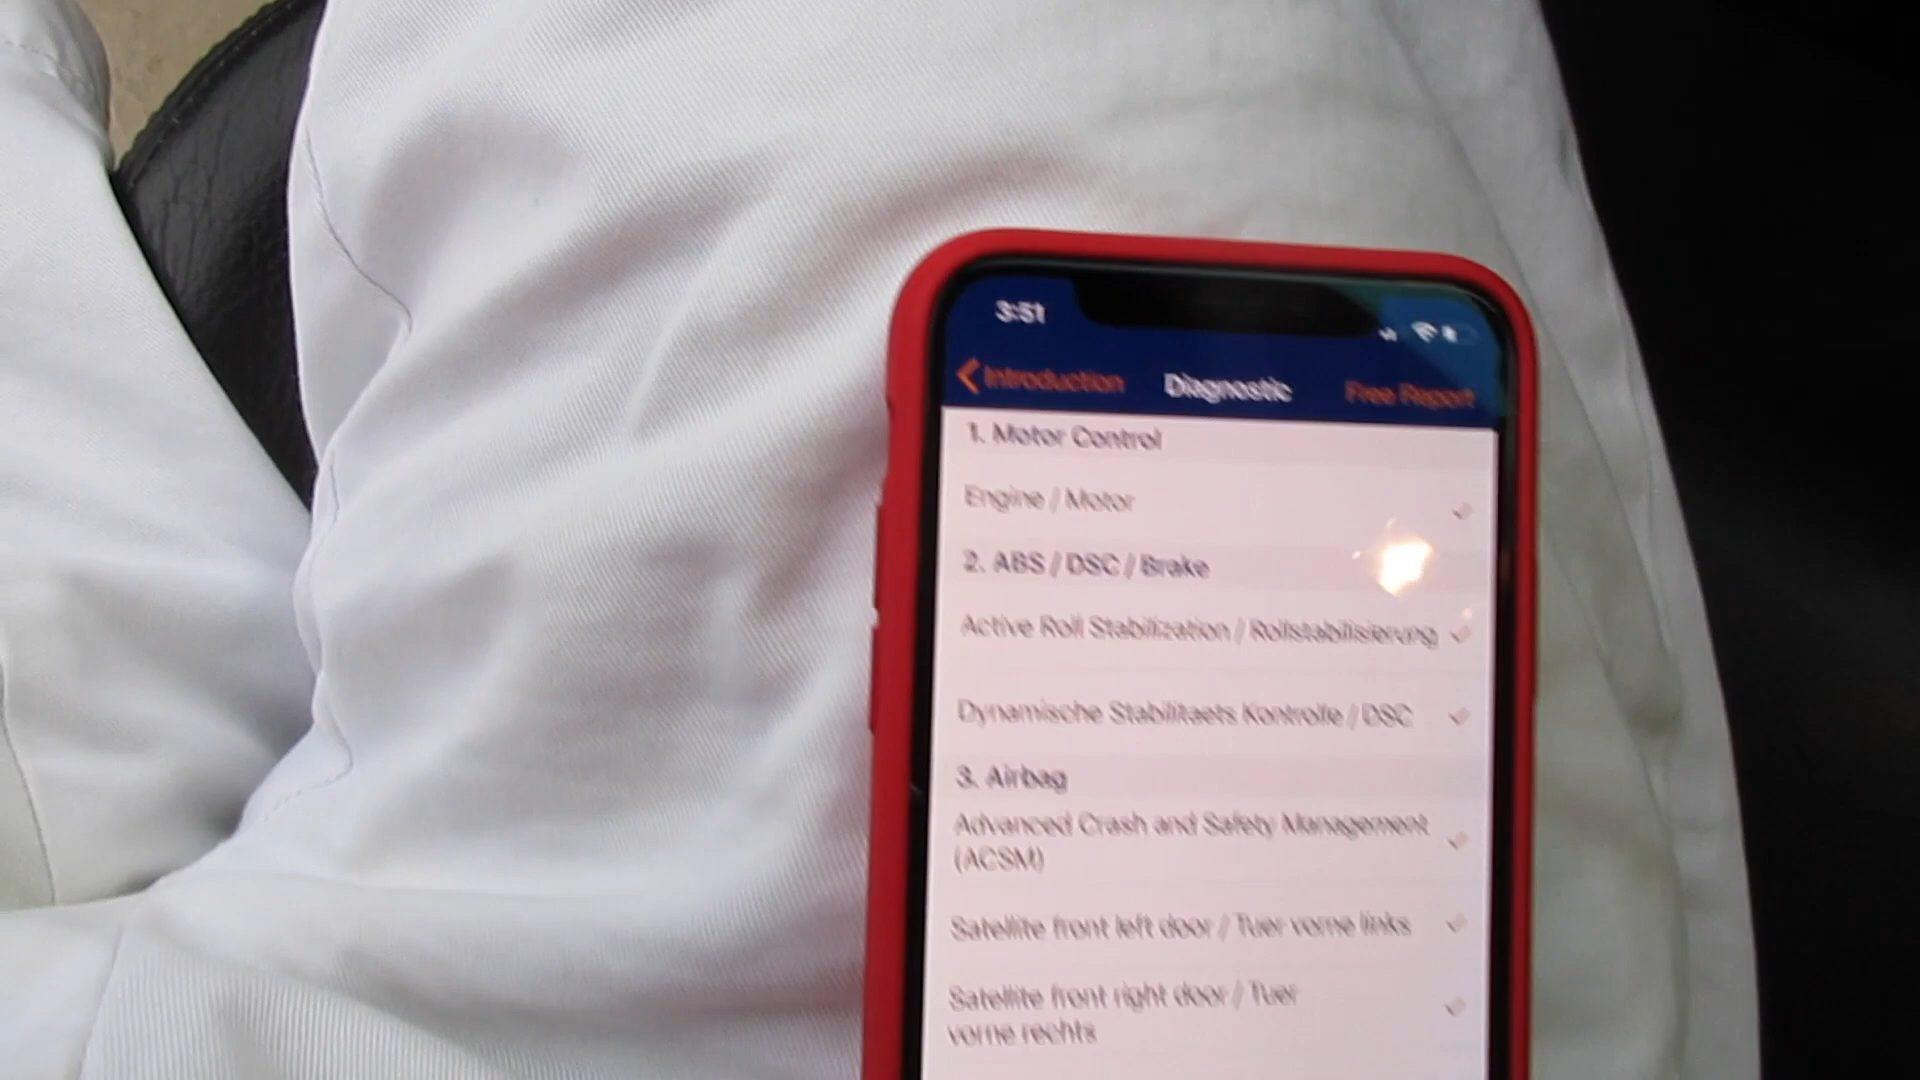 3:51
Introduction Diagnostic Free Report
1. Motor Control
Engine / Motor
2. ABS / DSC / Brake
Active Roll Stabilization / Rollstabilisierung
Dynamische Stabilitaets Kontrolle / DSC
3. Airbag
Advanced Crash and Safety Management
(ACSM)
Satellite front left door / Tuer vorne links
Satellite front right door / Tuer
vorne rechts